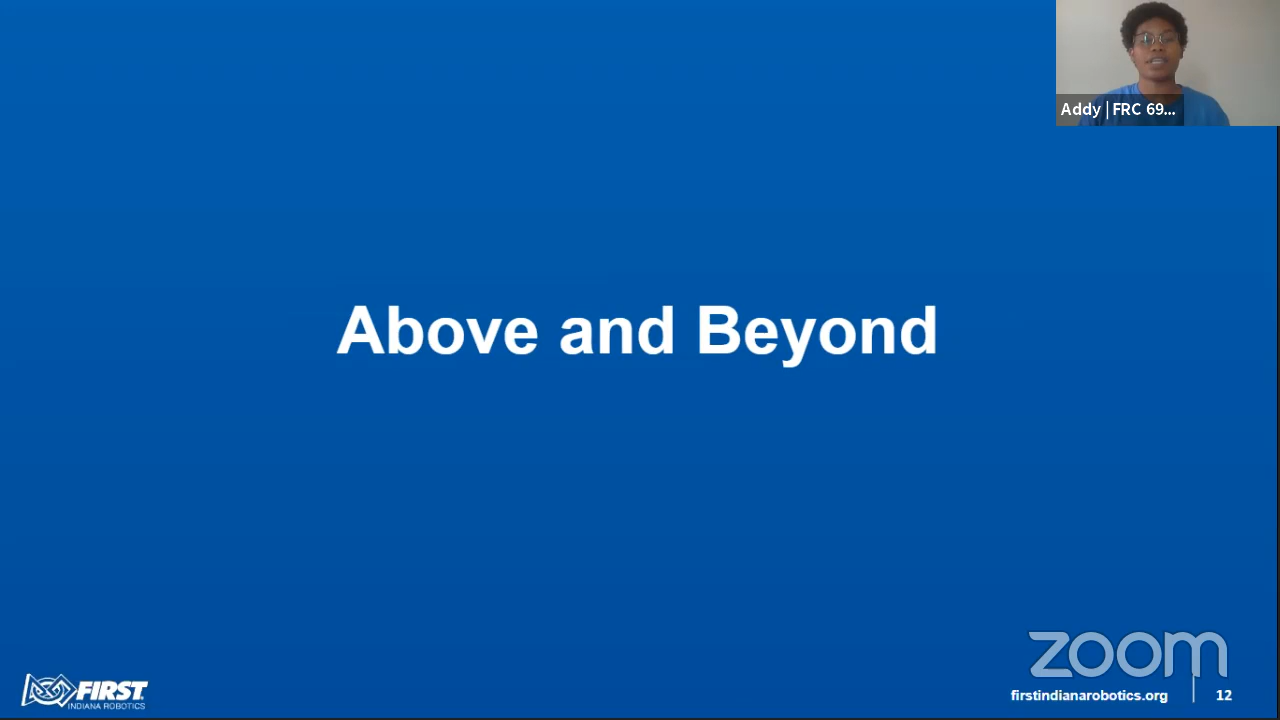 Addy | FRC 69...
Above and Beyond
zoom
FIRST
INDIANA ROBOTICS
firstindianarobotics.org | 12